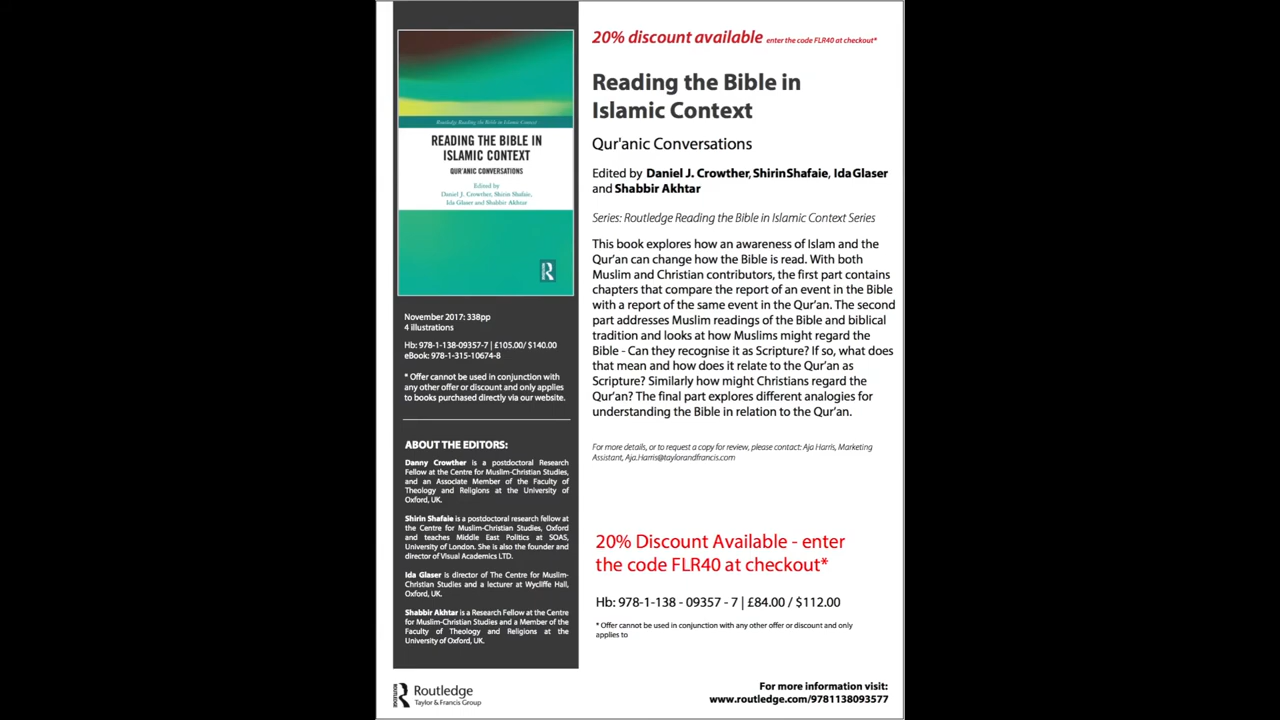 Routledge Reading the Bible in Islamic Context
READING THE BIBLE IN
ISLAMIC CONTEXT
QUR'ANIC CONVERSATIONS
Edited by
Daniel J. Crowther, Shirin Shafaie,
Ida Glaser and Shabbir Akhtar
R
November 2017: 338pp
4 illustrations
Hb: 978-1-138-09357-7 | £105.00/ $140.00
eBook: 978-1-315-10674-8
* Offer cannot be used in conjunction with
any other offer or discount and only applies
to books purchased directly via our website.
ABOUT THE EDITORS:
Danny Crowther is a postdoctoral Research
Fellow at the Centre for Muslim-Christian Studies,
and an Associate Member of the Faculty of
Theology and Religions at the University of
Oxford, UK.
Shirin Shafaie is a postdoctoral research fellow at
the Centre for Muslim-Christian Studies, Oxford
and teaches Middle East Politics at SOAS,
University of London. She is also the founder and
director of Visual Academics LTD.
Ida Glaser is director of The Centre for Muslim-
Christian Studies and a lecturer at Wycliffe Hall,
Oxford, UK.
Shabbir Akhtar is a Research Fellow at the Centre
for Muslim-Christian Studies and a Member of the
Faculty of Theology and Religions at the
University of Oxford, UK.
20% discount available enter the code FLR40 at checkout*
Reading the Bible in
Islamic Context
Qur'anic Conversations
Edited by Daniel J. Crowther, Shirin Shafaie, Ida Glaser
and Shabbir Akhtar
Series: Routledge Reading the Bible in Islamic Context Series
This book explores how an awareness of Islam and the
Qur’an can change how the Bible is read. With both
Muslim and Christian contributors, the first part contains
chapters that compare the report of an event in the Bible
with a report of the same event in the Qur’an. The second
part addresses Muslim readings of the Bible and biblical
tradition and looks at how Muslims might regard the
Bible - Can they recognise it as Scripture? If so, what does
that mean and how does it relate to the Qur’an as
Scripture? Similarly how might Christians regard the
Qur’an? The final part explores different analogies for
understanding the Bible in relation to the Qur’an.
For more details, or to request a copy for review, please contact: Aja Harris, Marketing
Assistant, Aja.Harris@taylorandfrancis.com
20% Discount Available - enter
the code FLR40 at checkout*
Hb: 978-1-138 - 09357 - 7 | £84.00 / $112.00
* Offer cannot be used in conjunction with any other offer or discount and only
applies to
ROUTLEDGE
Routledge
Taylor & Francis Group
For more information visit:
www.routledge.com/9781138093577